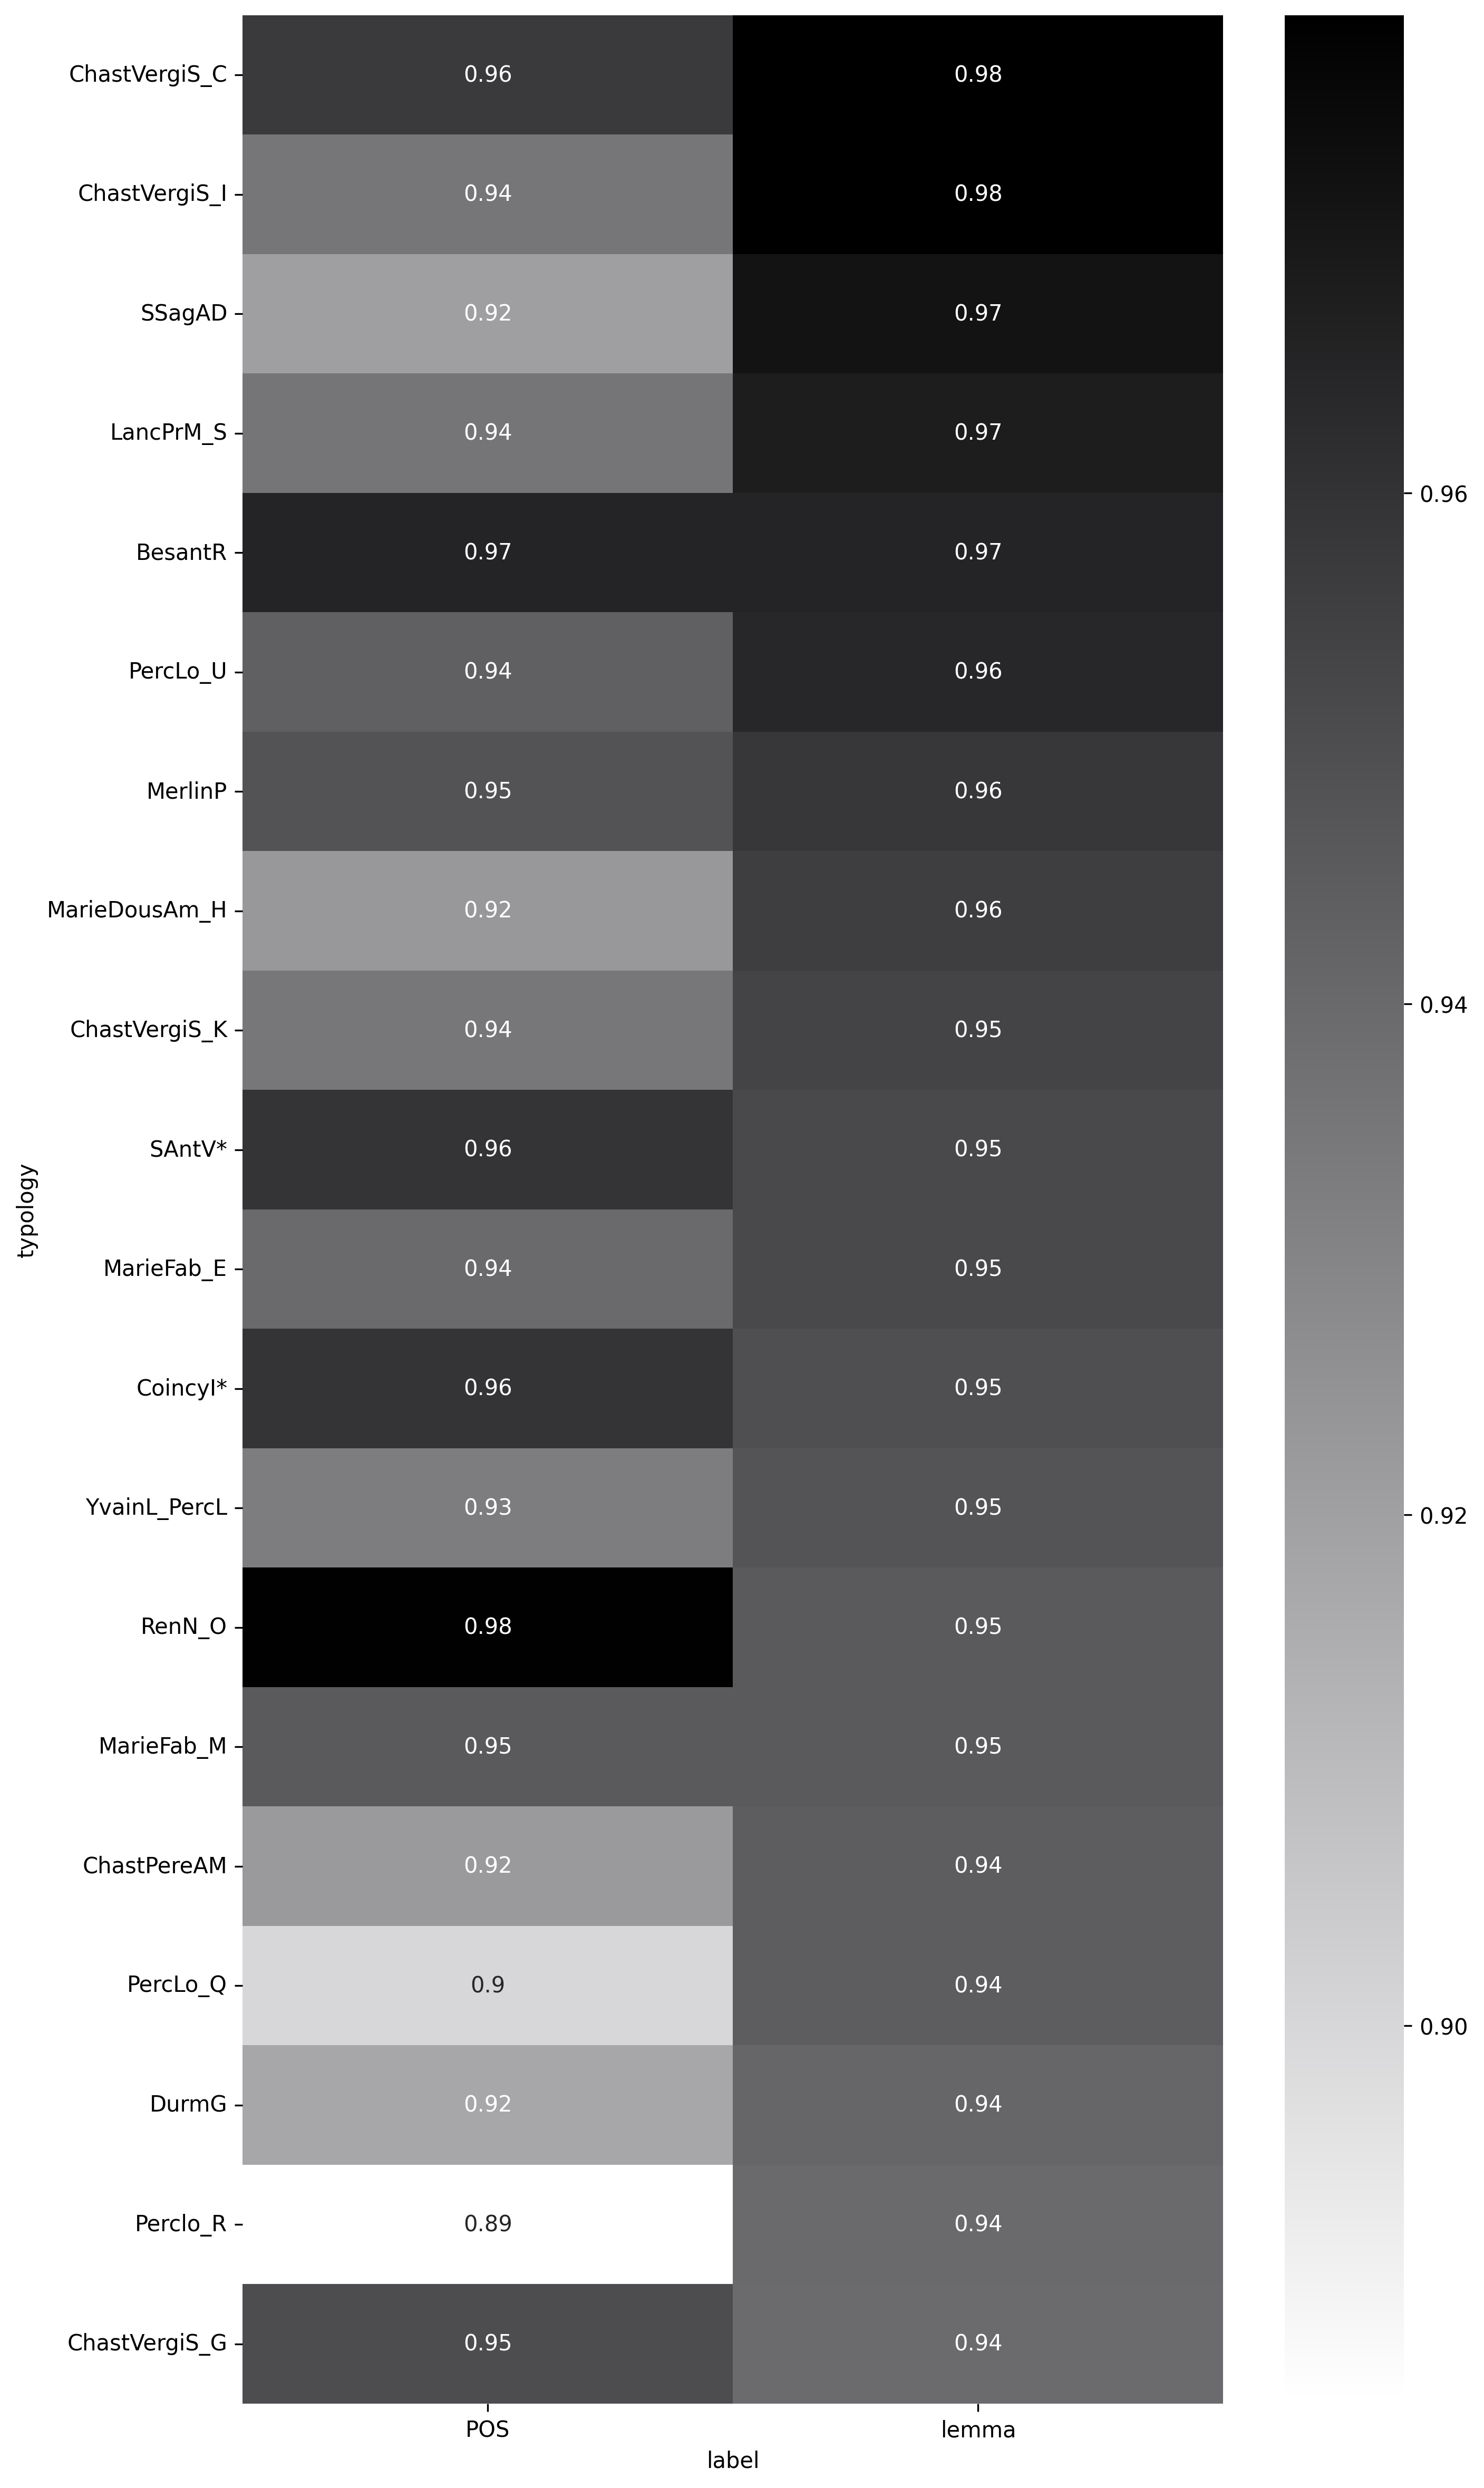 ChastVergiS_C 0.96 0.98
ChastVergiS_I 0.94 0.98
SSagAD 0.92 0.97
LancPrM_S 0.94 0.97
BesantR 0.97 0.97
PercLo_U 0.94 0.96
MerlinP 0.95 0.96
MarieDousAm_H 0.92 0.96
ChastVergiS_K 0.94 0.95
SAntV* 0.96 0.95
MarieFab_E 0.94 0.95
CoincyI* 0.96 0.95
YvainL_PercL 0.93 0.95
RenN_O 0.98 0.95
MarieFab_M 0.95 0.95
ChastPereAM 0.92 0.94
PercLo_Q 0.9 0.94
DurmG 0.92 0.94
Perclo_R 0.89 0.94
ChastVergiS_G 0.95 0.94
typology
POS lemma
label
0.96
0.94
0.92
0.90